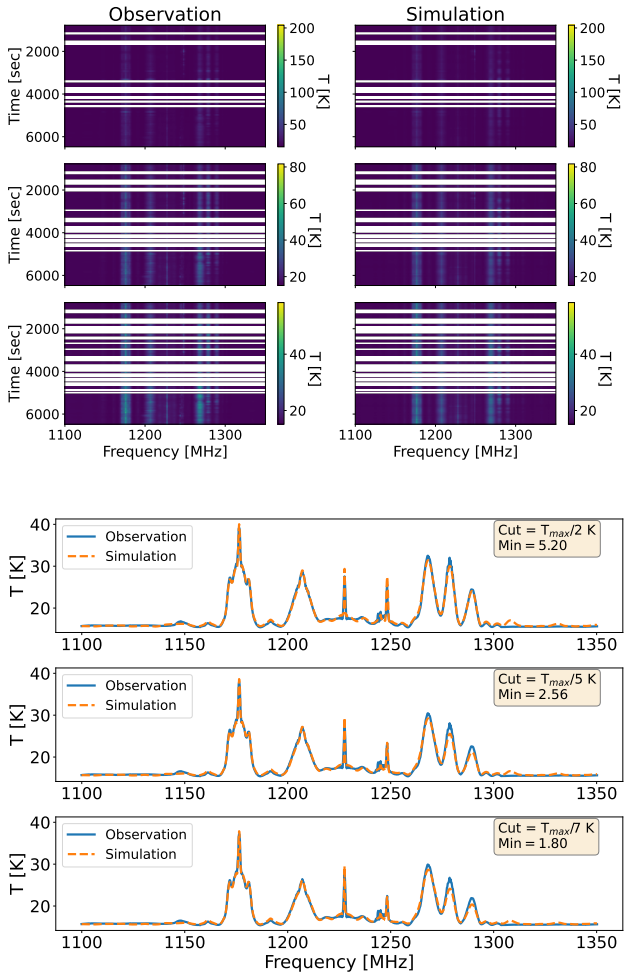 Observation Simulation
2000
4000
6000
Time [sec]
200
150
100
50
T [K]
200
150
100
50
T [K]
2000
4000
6000
Time [sec]
80
60
40
20
T [K]
80
60
40
20
T [K]
2000
4000
6000
Time [sec]
40
20
T [K]
40
20
T [K]
1100 1200 1300
1100 1200 1300
Frequency [MHz] Frequency [MHz]
40
30
20
T [K]
Observation
Simulation
Cut = Tmax/2 K
Min = 5.20
1100 1150 1200 1250 1300 1350
40
30
20
T [K]
Observation
Simulation
Cut = Tmax/5 K
Min = 2.56
1100 1150 1200 1250 1300 1350
40
30
20
T [K]
Observation
Simulation
Cut = Tmax/7 K
Min = 1.80
1100 1150 1200 1250 1300 1350
Frequency [MHz]